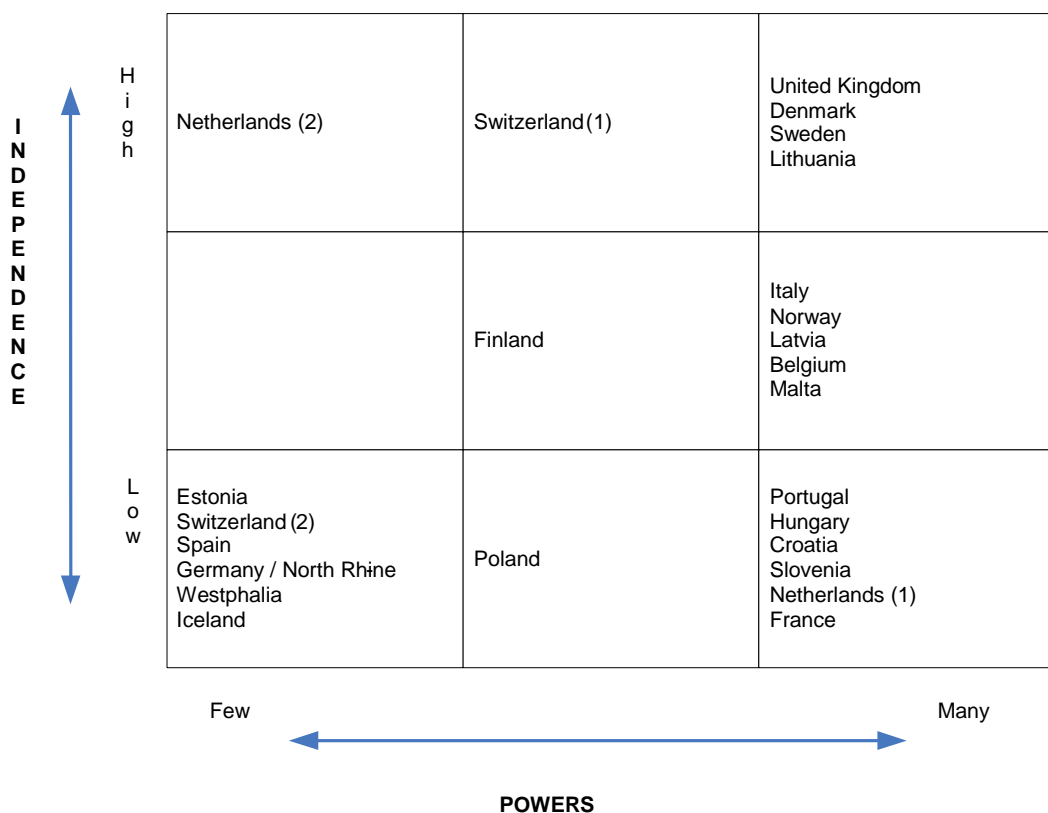 INDEPENDENCE
High
Netherlands (2)
Switzerland (1)
United Kingdom
Denmark
Sweden
Lithuania
Finland
Italy
Norway
Latvia
Belgium
Malta
Low
Estonia
Switzerland (2)
Spain
Germany / North Rhine-
Westphalia
Iceland
Poland
Portugal
Hungary
Croatia
Slovenia
Netherlands (1)
France
Few
Many
POWERS